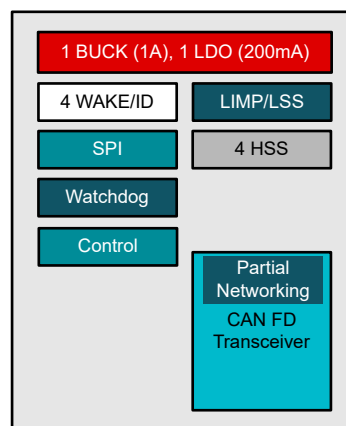 1 BUCK (1A), 1 LDO (200mA)
4 WAKE/ID
LIMP/LSS
SPI
4 HSS
Watchdog
Control
Partial
Networking
CAN FD
Transceiver